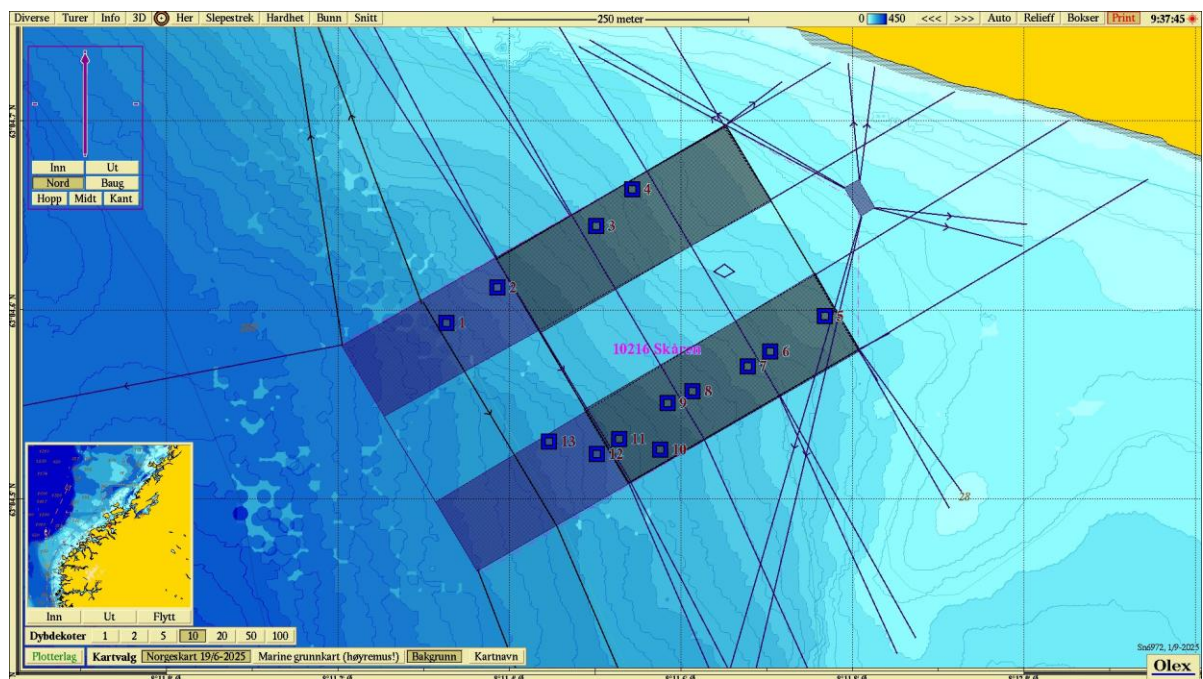 Diverse Turer Info 3D Her Slepestrek Hardhet Bunn Snitt 250 meter 0 450 <<< >>> Auto Relieff Bokser Print 9:37:45
Inn Ut
Nord Baug
Hopp Midt Kant
4
3
2
1
5
10216 Skåren
6
7
8
9
13
11
12
10
28
Inn Ut Flytt
Dybdekoter 1 2 5 10 20 50 100
Plotterlag Kartvalg Norgeskart 19/6-2025 Marine grunnkart (høyremus!) Bakgrunn Kartnavn
Sn6972, 1/9-2025
Olex